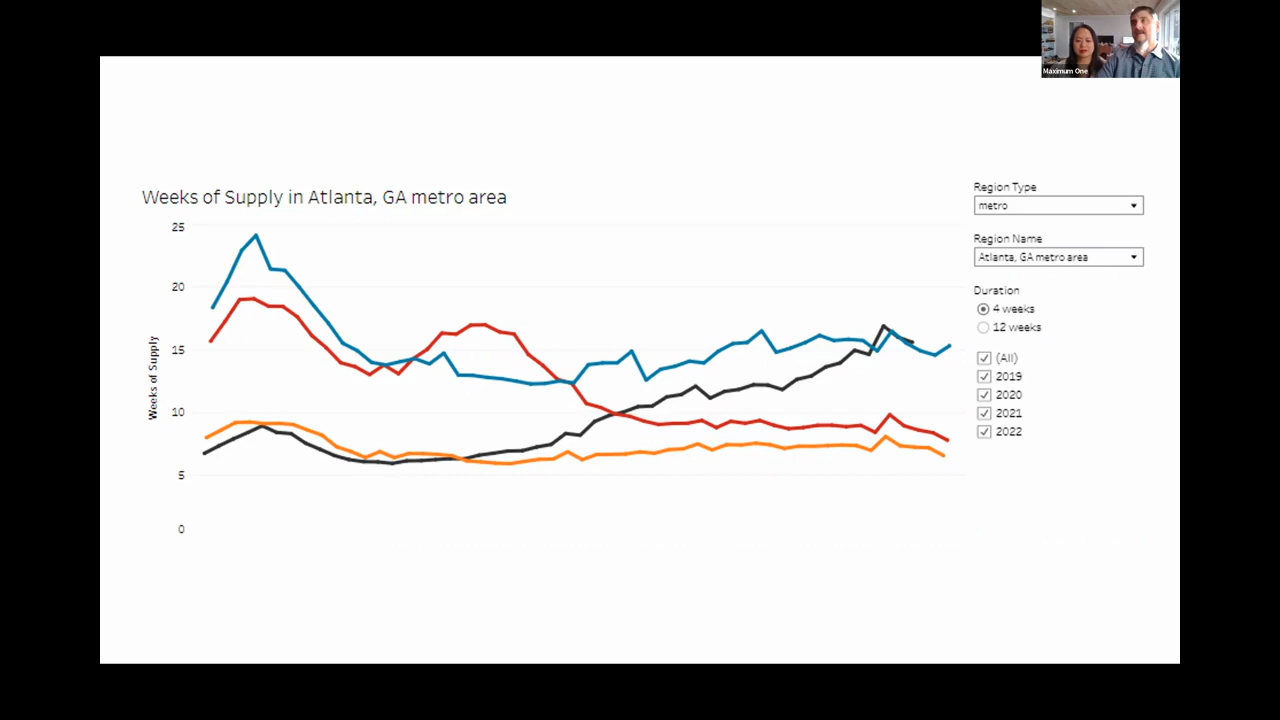 Maximum One
Weeks of Supply in Atlanta, GA metro area
Weeks of Supply
25
20
15
10
5
0
Region Type
metro
Region Name
Atlanta, GA metro area
Duration
4 weeks
12 weeks
(All)
2019
2020
2021
2022